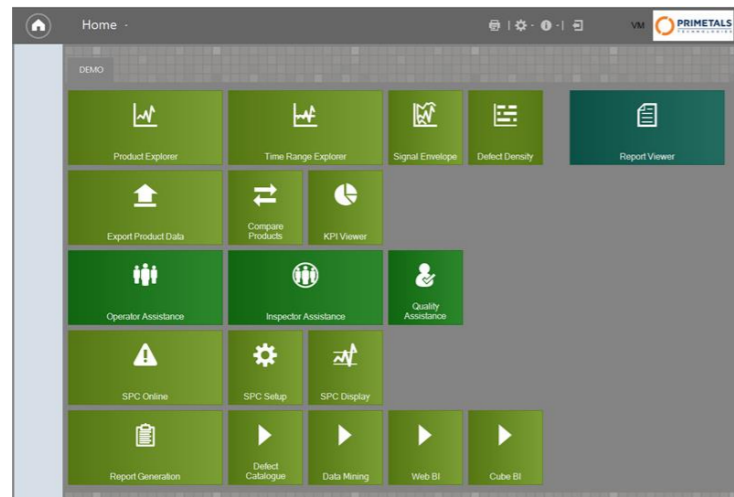 Home
VM
PRIMETALS
TECHNOLOGIES
DEMO
Product Explorer
Time Range Explorer
Signal Envelope
Defect Density
Report Viewer
Export Product Data
Compare
Products
KPI Viewer
Operator Assistance
Inspector Assistance
Quality
Assistance
SPC Online
SPC Setup
SPC Display
Report Generation
Defect
Catalogue
Data Mining
Web BI
Cube BI